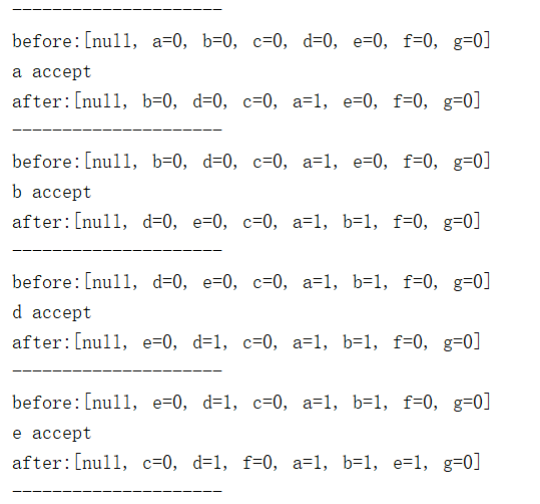 ---------------------
before:[null, a=0, b=0, c=0, d=0, e=0, f=0, g=0]
a accept
after:[null, b=0, d=0, c=0, a=1, e=0, f=0, g=0]
---------------------
before:[null, b=0, d=0, c=0, a=1, e=0, f=0, g=0]
b accept
after:[null, d=0, e=0, c=0, a=1, b=1, f=0, g=0]
---------------------
before:[null, d=0, e=0, c=0, a=1, b=1, f=0, g=0]
d accept
after:[null, e=0, d=1, c=0, a=1, b=1, f=0, g=0]
---------------------
before:[null, e=0, d=1, c=0, a=1, b=1, f=0, g=0]
e accept
after:[null, c=0, d=1, f=0, a=1, b=1, e=1, g=0]
---------------------